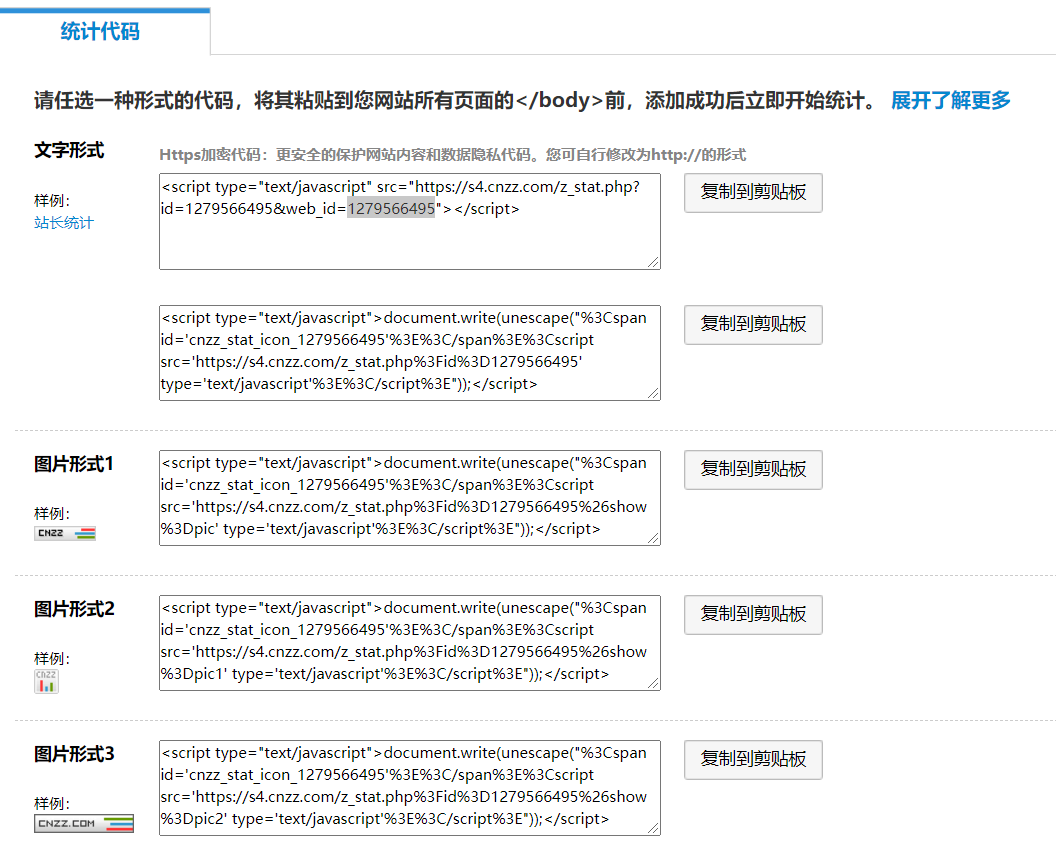 统计代码
请任选一种形式的代码，将其粘贴到您网站所有页面的</body>前，添加成功后立即开始统计。 展开了解更多
文字形式
Https加密代码：更安全的保护网站内容和数据隐私代码。您可自行修改为http://的形式
样例：
站长统计
<script type="text/javascript" src="https://s4.cnzz.com/z_stat.php?
id=1279566495&web_id=1279566495"></script>
复制到剪贴板
<script type="text/javascript">document.write(unescape("%3Cspan
id='cnzz_stat_icon_1279566495'%3E%3C/span%3E%3Cscript
src='https://s4.cnzz.com/z_stat.php%3Fid%3D1279566495'
type='text/javascript'%3E%3C/script%3E"));</script>
复制到剪贴板
图片形式1
样例：
CNZZ
<script type="text/javascript">document.write(unescape("%3Cspan
id='cnzz_stat_icon_1279566495'%3E%3C/span%3E%3Cscript
src='https://s4.cnzz.com/z_stat.php%3Fid%3D1279566495%26show
%3Dpic' type='text/javascript'%3E%3C/script%3E"));</script>
复制到剪贴板
图片形式2
样例：
CNZZ
<script type="text/javascript">document.write(unescape("%3Cspan
id='cnzz_stat_icon_1279566495'%3E%3C/span%3E%3Cscript
src='https://s4.cnzz.com/z_stat.php%3Fid%3D1279566495%26show
%3Dpic1' type='text/javascript'%3E%3C/script%3E"));</script>
复制到剪贴板
图片形式3
样例：
CNZZ.COM
<script type="text/javascript">document.write(unescape("%3Cspan
id='cnzz_stat_icon_1279566495'%3E%3C/span%3E%3Cscript
src='https://s4.cnzz.com/z_stat.php%3Fid%3D1279566495%26show
%3Dpic2' type='text/javascript'%3E%3C/script%3E"));</script>
复制到剪贴板